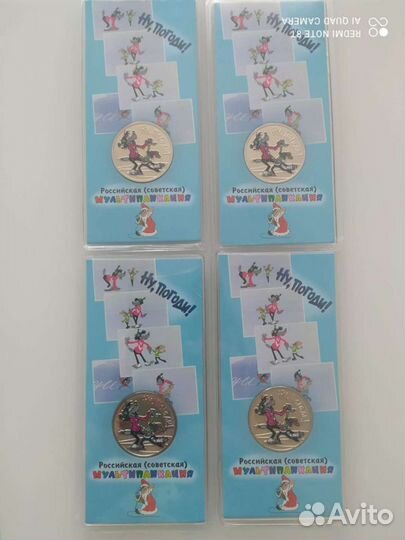 REDMI NOTE 8T
AI QUAD CAMERA
Ну, погоди!
Российская (советская)
мультипликация
Ну, погоди!
Российская (советская)
мультипликация
Ну, погоди!
Российская (советская)
мультипликация
Ну, погоди!
Российская (советская)
мультипликация
Avito